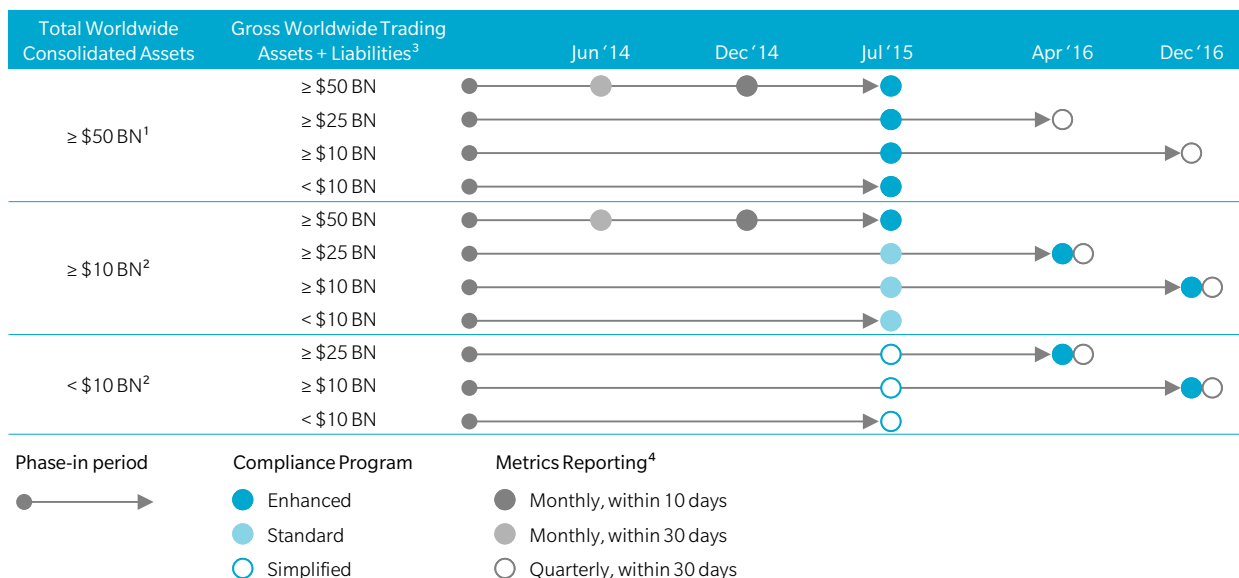 Total Worldwide
Consolidated Assets
Gross Worldwide Trading
Assets + Liabilities³
Jun ‘14
Dec ‘14
Jul ‘15
Apr ‘16
Dec ‘16
≥ $50 BN¹
≥ $50 BN
≥ $25 BN
≥ $10 BN
< $10 BN
≥ $10 BN²
≥ $50 BN
≥ $25 BN
≥ $10 BN
< $10 BN
< $10 BN²
≥ $25 BN
≥ $10 BN
< $10 BN
Phase-in period
Compliance Program
Enhanced
Standard
Simplified
Metrics Reporting⁴
Monthly, within 10 days
Monthly, within 30 days
Quarterly, within 30 days